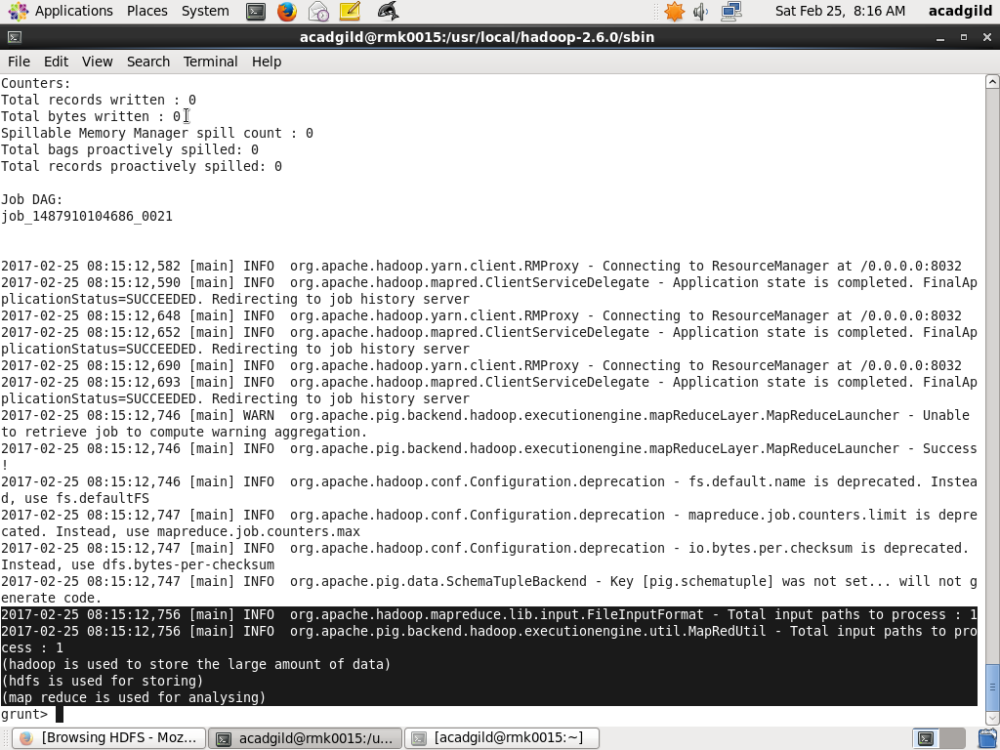 Applications Places System Sat Feb 25, 8:16 AM acadgild
acadgild@rmk0015:/usr/local/hadoop-2.6.0/sbin
File Edit View Search Terminal Help
Counters:
Total records written : 0
Total bytes written : 0
Spillable Memory Manager spill count : 0
Total bags proactively spilled: 0
Total records proactively spilled: 0
Job DAG:
job_1487910104686_0021
2017-02-25 08:15:12,582 [main] INFO  org.apache.hadoop.yarn.client.RMProxy - Connecting to ResourceManager at /0.0.0.0:8032
2017-02-25 08:15:12,590 [main] INFO  org.apache.hadoop.mapred.ClientServiceDelegate - Application state is completed. FinalAp
plicationStatus=SUCCEEDED. Redirecting to job history server
2017-02-25 08:15:12,648 [main] INFO  org.apache.hadoop.yarn.client.RMProxy - Connecting to ResourceManager at /0.0.0.0:8032
2017-02-25 08:15:12,652 [main] INFO  org.apache.hadoop.mapred.ClientServiceDelegate - Application state is completed. FinalAp
plicationStatus=SUCCEEDED. Redirecting to job history server
2017-02-25 08:15:12,690 [main] INFO  org.apache.hadoop.yarn.client.RMProxy - Connecting to ResourceManager at /0.0.0.0:8032
2017-02-25 08:15:12,693 [main] INFO  org.apache.hadoop.mapred.ClientServiceDelegate - Application state is completed. FinalAp
plicationStatus=SUCCEEDED. Redirecting to job history server
2017-02-25 08:15:12,746 [main] WARN  org.apache.pig.backend.hadoop.executionengine.mapReduceLayer.MapReduceLauncher - Unable
to retrieve job to compute warning aggregation.
2017-02-25 08:15:12,746 [main] INFO  org.apache.pig.backend.hadoop.executionengine.mapReduceLayer.MapReduceLauncher - Success
!
2017-02-25 08:15:12,746 [main] INFO  org.apache.hadoop.conf.Configuration.deprecation - fs.default.name is deprecated. Instea
d, use fs.defaultFS
2017-02-25 08:15:12,747 [main] INFO  org.apache.hadoop.conf.Configuration.deprecation - mapreduce.job.counters.limit is depre
cated. Instead, use mapreduce.job.counters.max
2017-02-25 08:15:12,747 [main] INFO  org.apache.hadoop.conf.Configuration.deprecation - io.bytes.per.checksum is deprecated.
Instead, use dfs.bytes-per-checksum
2017-02-25 08:15:12,747 [main] INFO  org.apache.pig.data.SchemaTupleBackend - Key [pig.schematuple] was not set... will not g
enerate code.
2017-02-25 08:15:12,756 [main] INFO  org.apache.hadoop.mapreduce.lib.input.FileInputFormat - Total input paths to process : 1
2017-02-25 08:15:12,756 [main] INFO  org.apache.pig.backend.hadoop.executionengine.util.MapRedUtil - Total input paths to pro
cess : 1
(hadoop is used to store the large amount of data)
(hdfs is used for storing)
(map reduce is used for analysing)
grunt>
[Browsing HDFS - Moz... acadgild@rmk0015:/u... [acadgild@rmk0015:~]